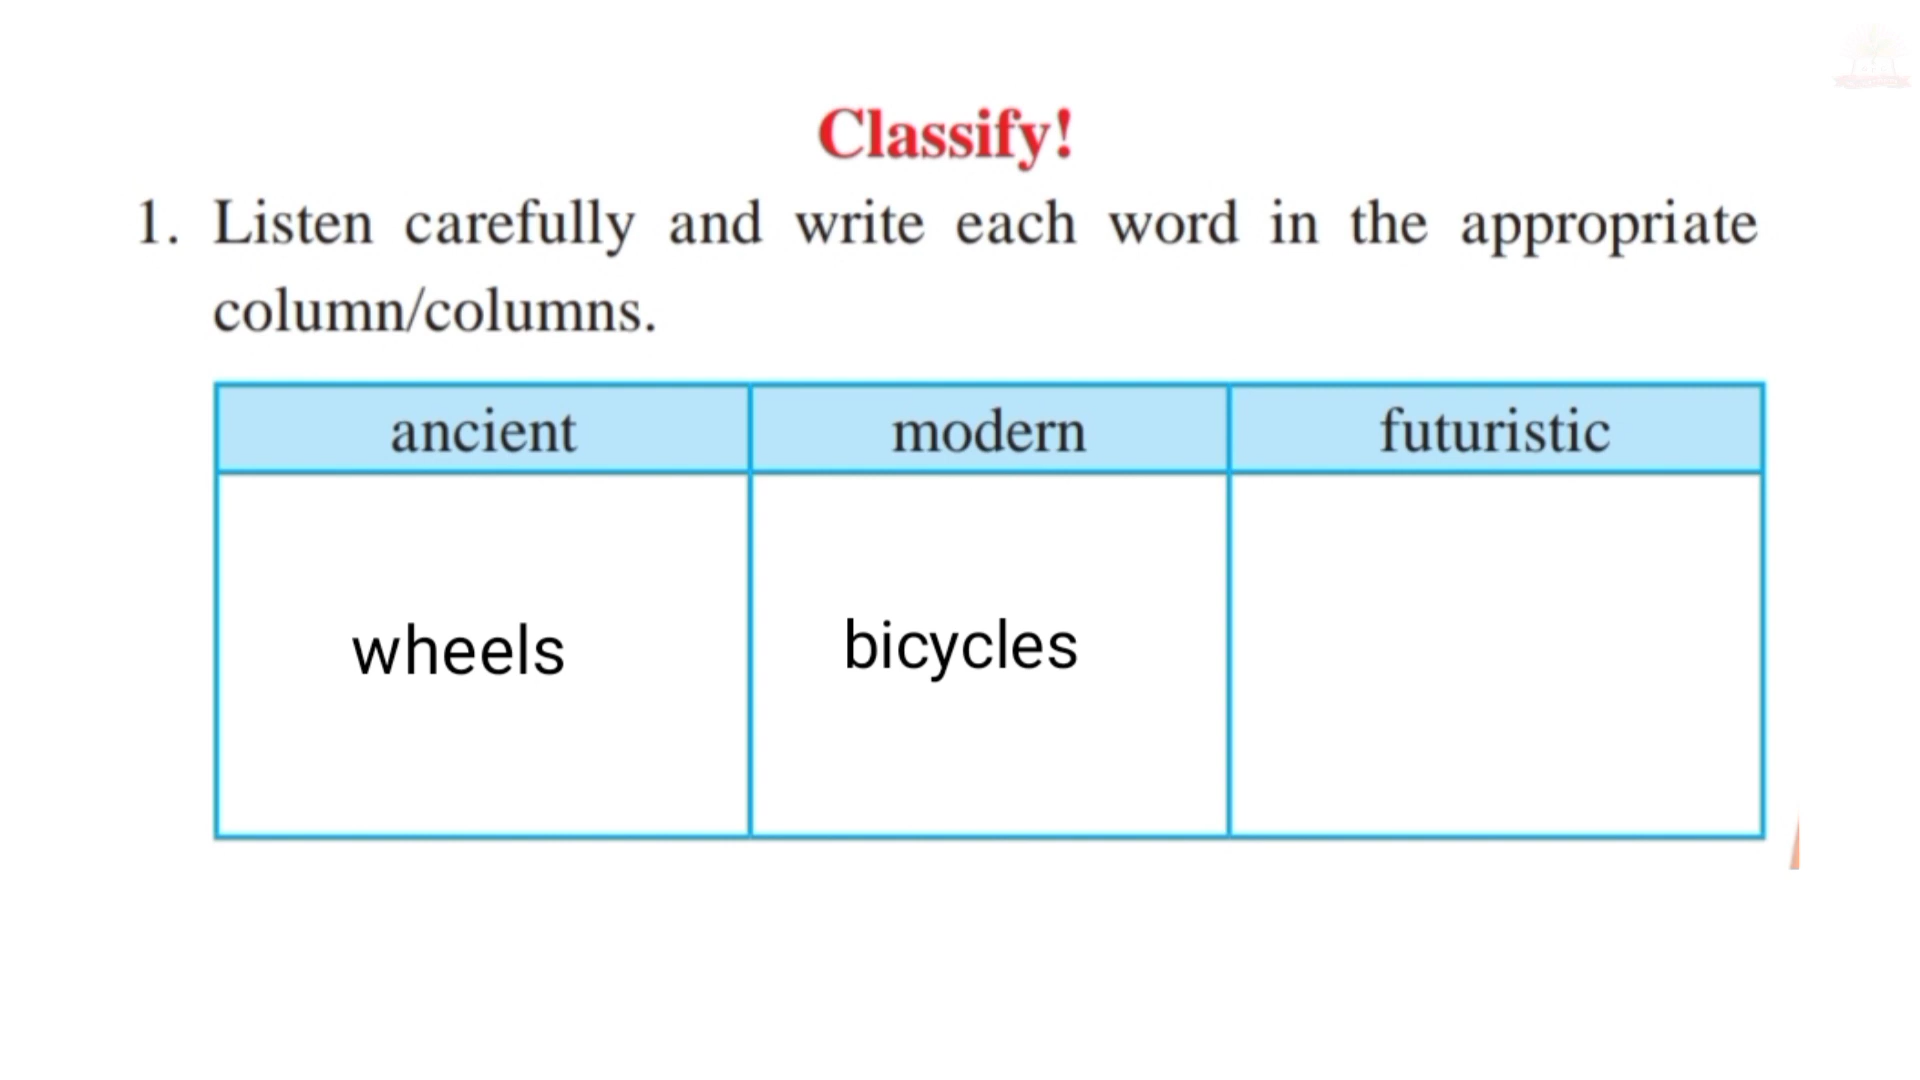 Classify!
1. Listen carefully and write each word in the appropriate
column/columns.
ancient modern futuristic
wheels bicycles